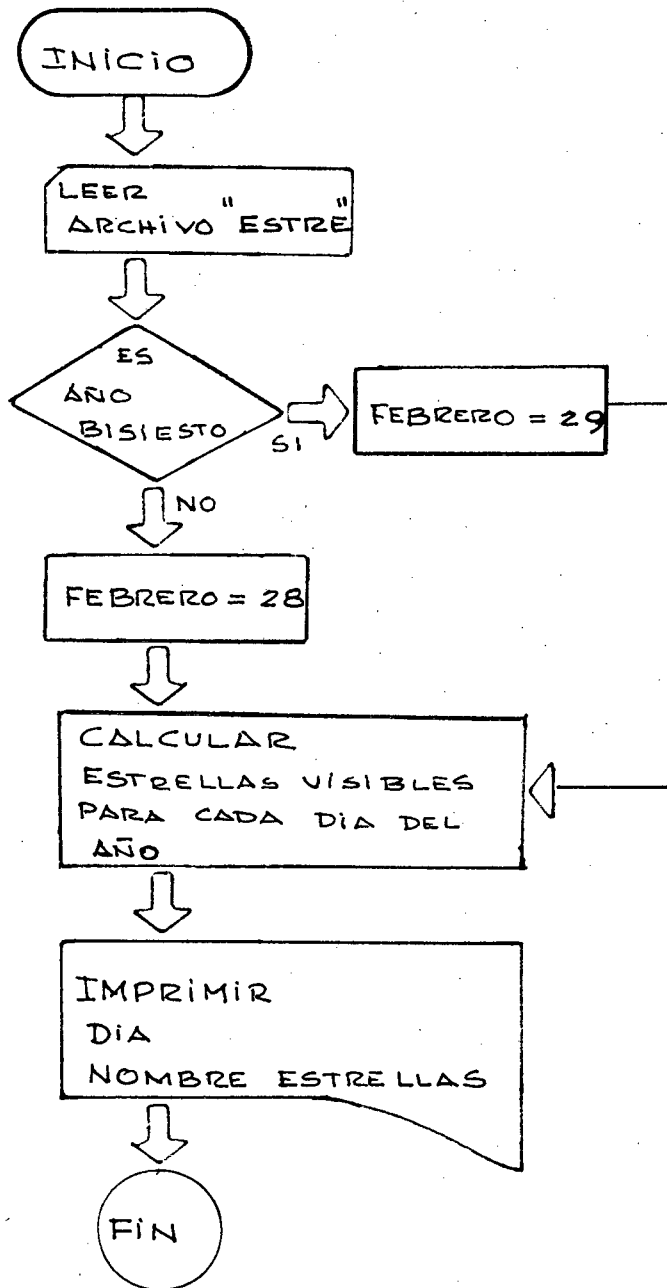 INICIO
LEER
ARCHIVO "ESTRE"
ES
AÑO
BISIESTO
SI
FEBRERO = 29
NO
FEBRERO = 28
CALCULAR
ESTRELLAS VISIBLES
PARA CADA DIA DEL
AÑO
IMPRIMIR
DIA
NOMBRE ESTRELLAS
FIN